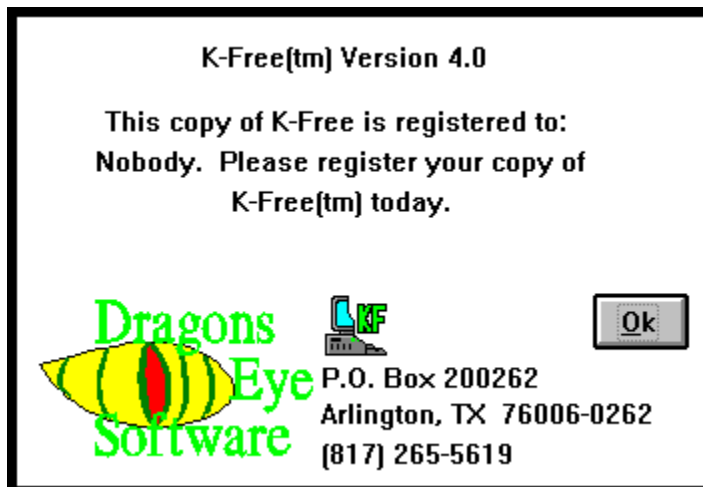 K-Free(tm) Version 4.0
This copy of K-Free is registered to:
Nobody.  Please register your copy of
K-Free(tm) today.
Dragons
Eye
Software
KF
Ok
P.O. Box 200262
Arlington, TX  76006-0262
(817) 265-5619